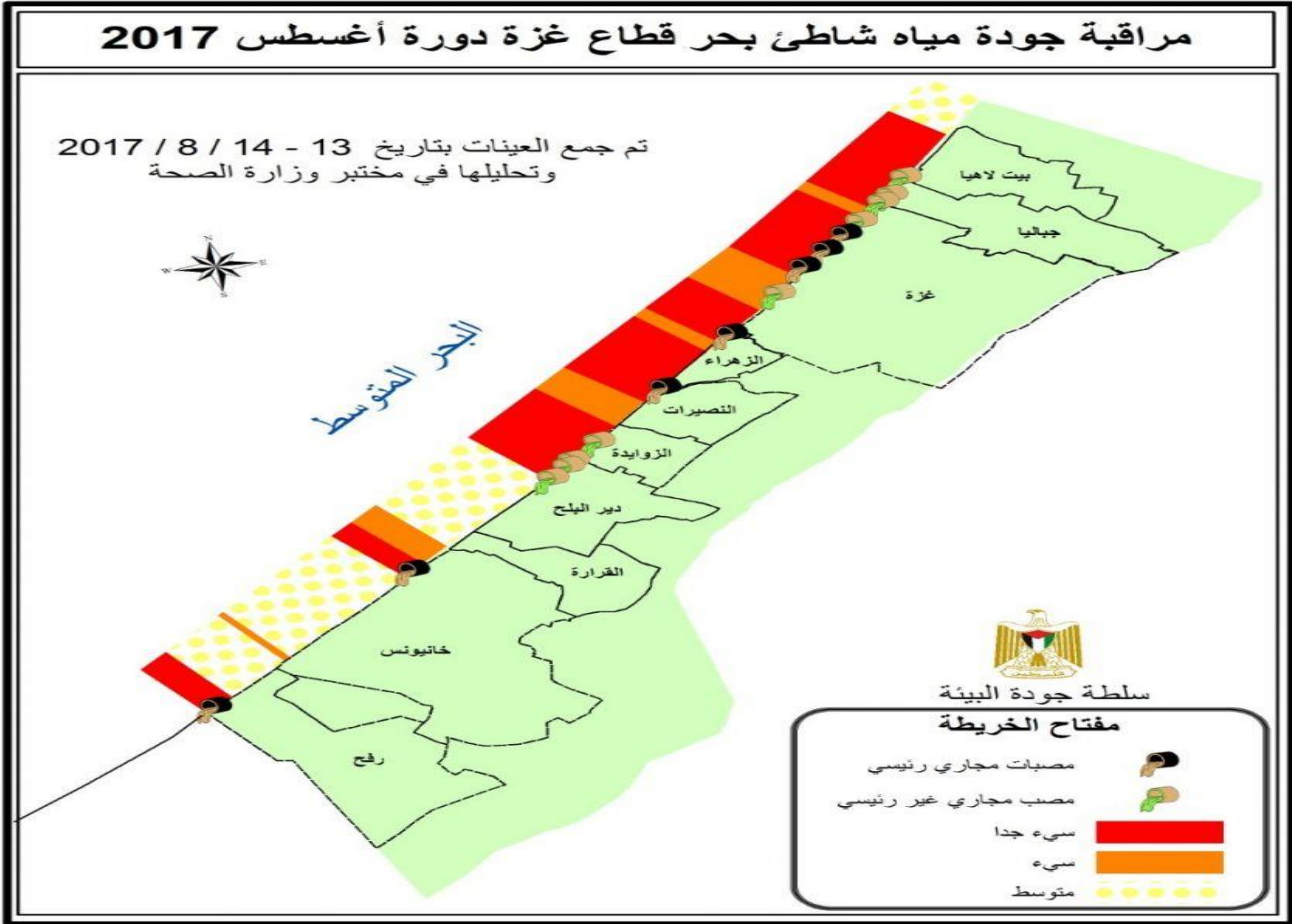 مراقبة جودة مياه شاطئ بحر قطاع غزة دورة أغسطس 2017
تم جمع العينات بتاريخ 13 - 14 / 8 / 2017
وتحليلها في مختبر وزارة الصحة
N
W
E
S
البحر المتوسط
بيت لاهيا
جباليا
غزة
الزهراء
النصيرات
الزوايدة
دير البلح
القرارة
خانيونس
رفح
فلسطين
سلطة جودة البيئة
مفتاح الخريطة
مصبات مجاري رئيسي
مصب مجاري غير رئيسي
سيء جدا
سيء
متوسط